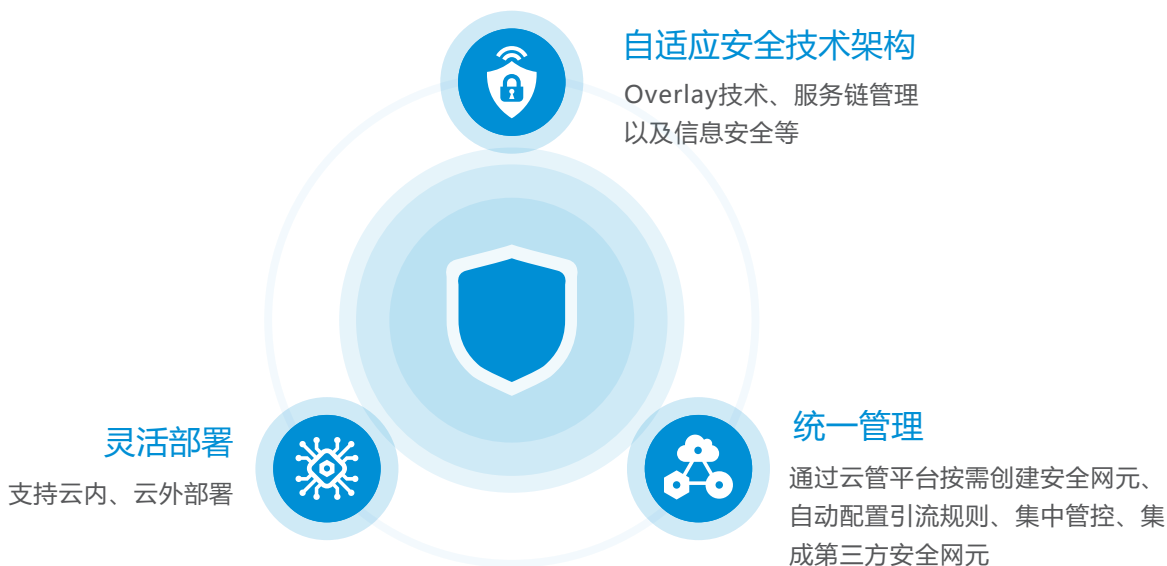 自适应安全技术架构
Overlay技术、服务链管理
以及信息安全等
灵活部署
支持云内、云外部署
统一管理
通过云管平台按需创建安全网元、
自动配置引流规则、集中管控、集
成第三方安全网元